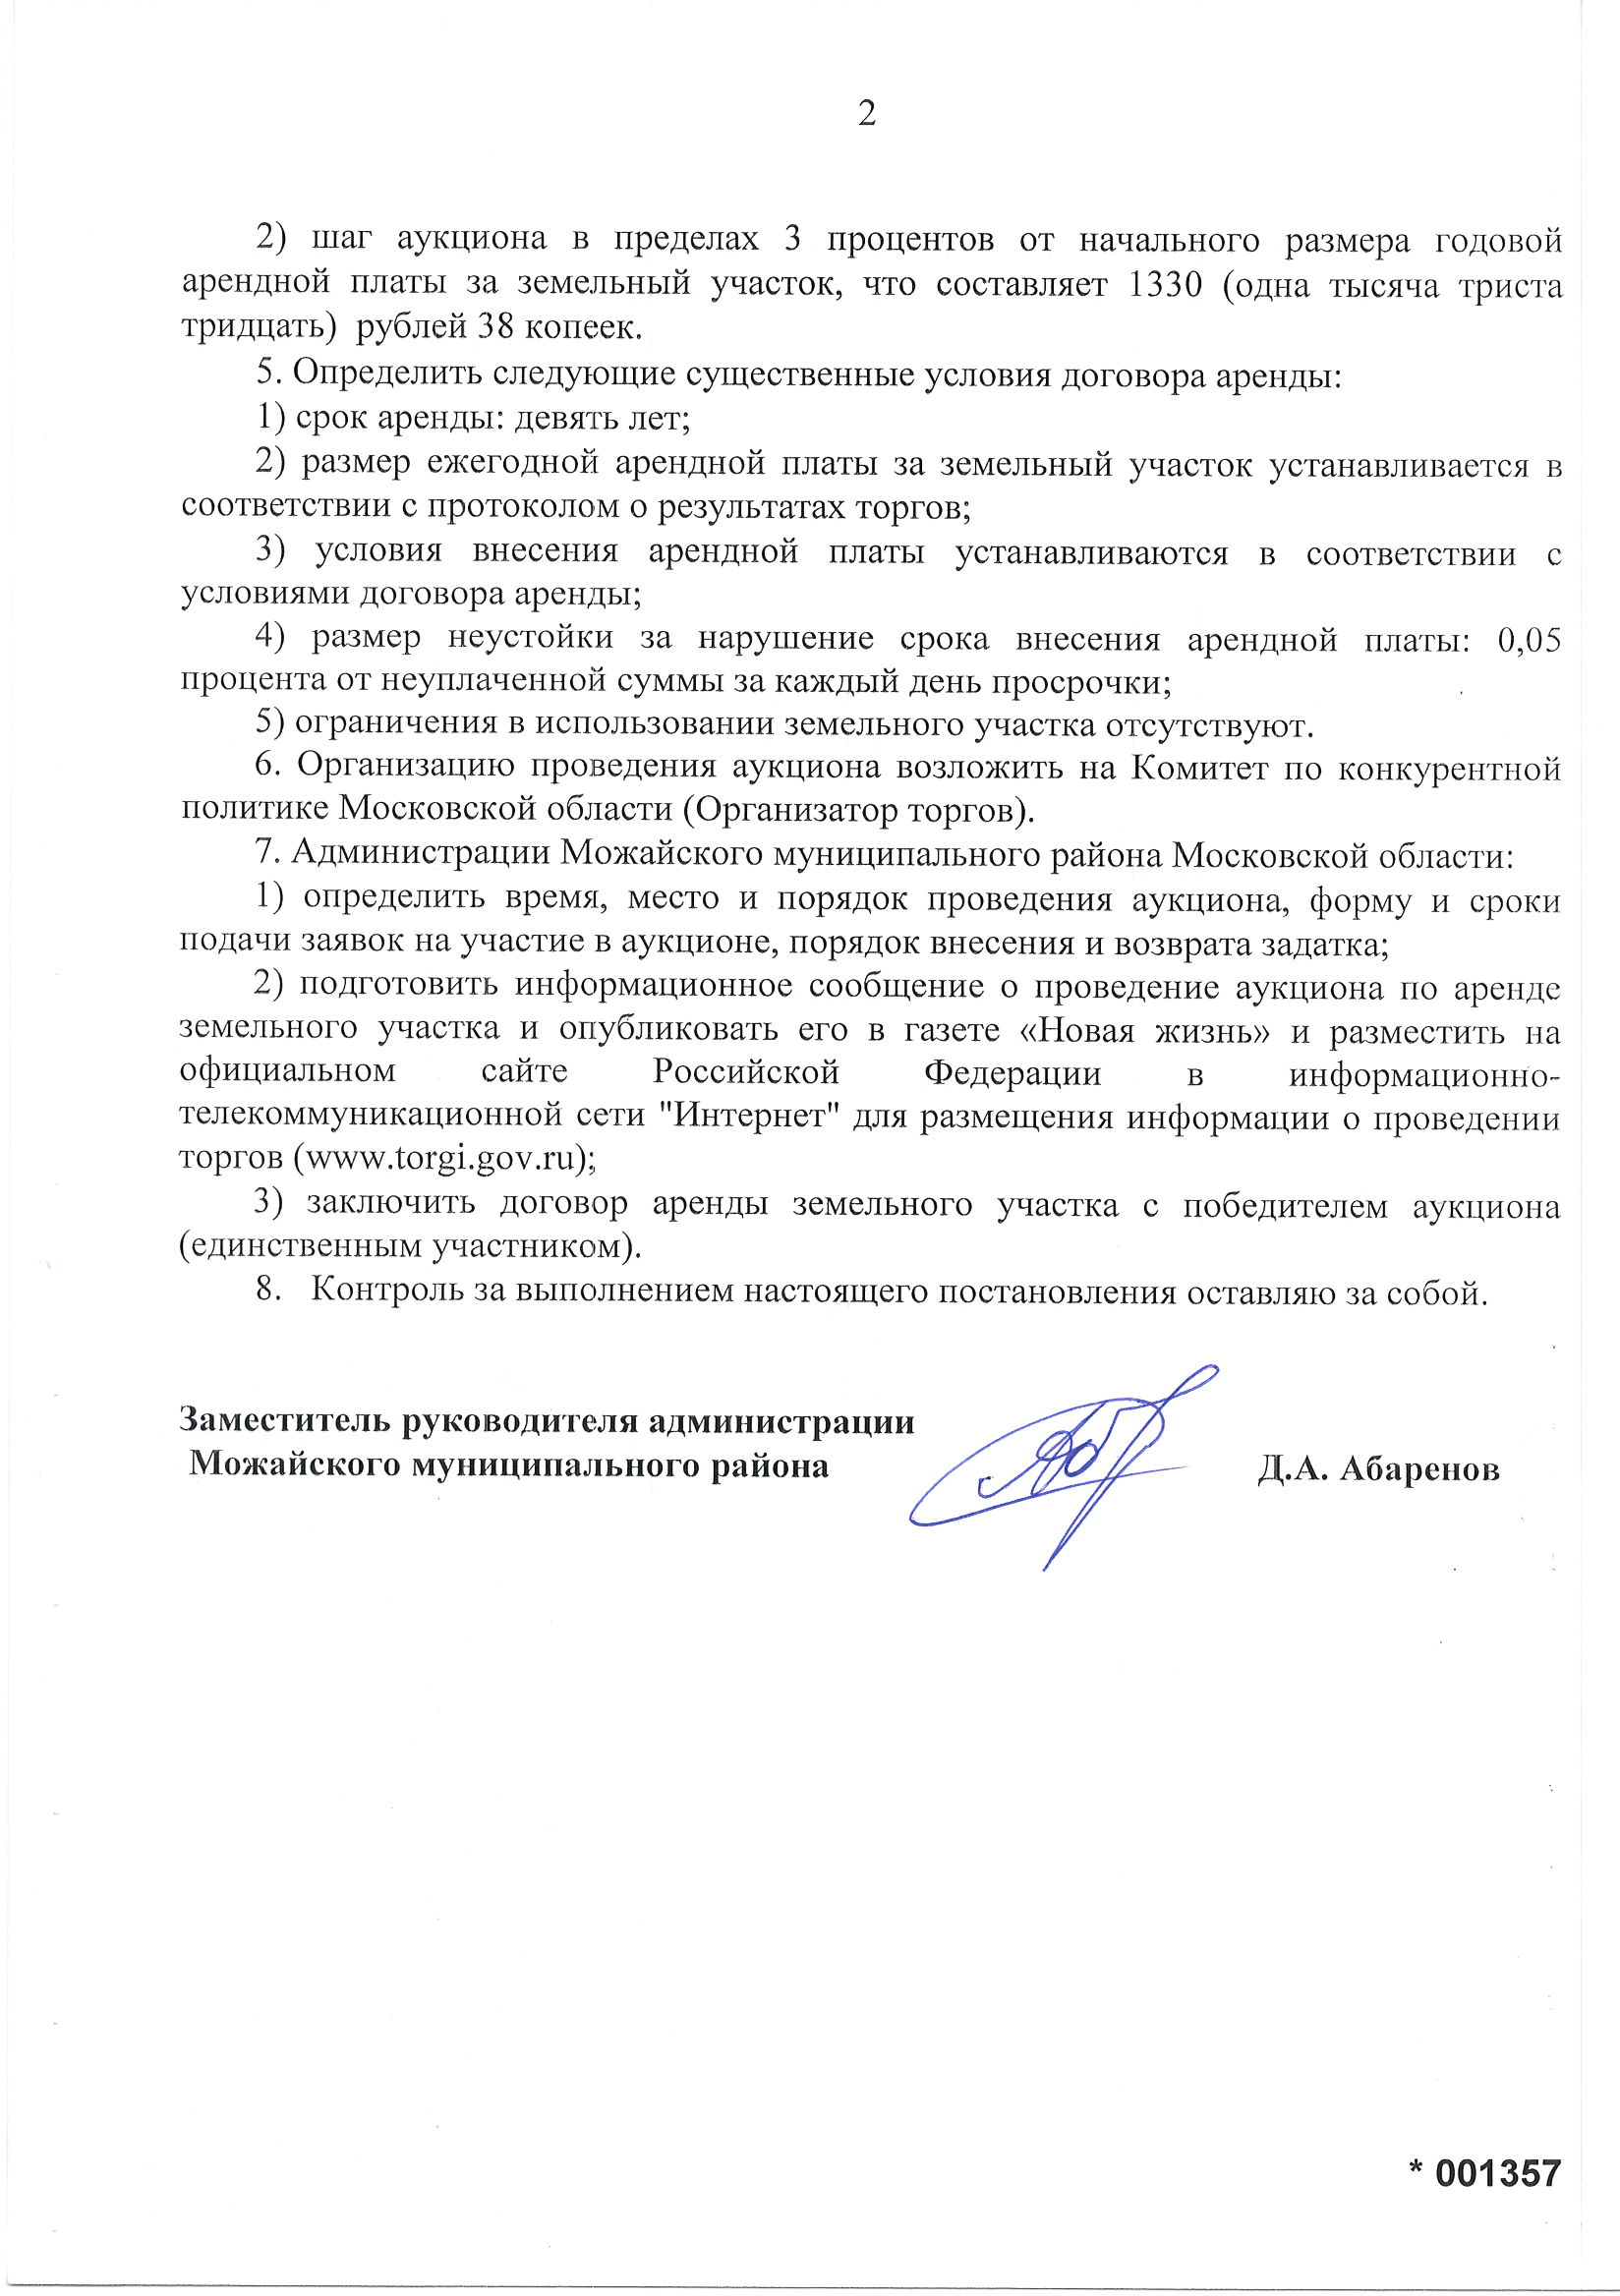 2
2) шаг аукциона в пределах 3 процентов от начального размера годовой
арендной платы за земельный участок, что составляет 1330 (одна тысяча триста
тридцать) рублей 38 копеек.
5. Определить следующие существенные условия договора аренды:
1) срок аренды: девять лет;
2) размер ежегодной арендной платы за земельный участок устанавливается в
соответствии с протоколом о результатах торгов;
3) условия внесения арендной платы устанавливаются в соответствии с
условиями договора аренды;
4) размер неустойки за нарушение срока внесения арендной платы: 0,05
процента от неуплаченной суммы за каждый день просрочки;
5) ограничения в использовании земельного участка отсутствуют.
6. Организацию проведения аукциона возложить на Комитет по конкурентной
политике Московской области (Организатор торгов).
7. Администрации Можайского муниципального района Московской области:
1) определить время, место и порядок проведения аукциона, форму и сроки
подачи заявок на участие в аукционе, порядок внесения и возврата задатка;
2) подготовить информационное сообщение о проведение аукциона по аренде
земельного участка и опубликовать его в газете «Новая жизнь» и разместить на
официальном сайте Российской Федерации в информационно-
телекоммуникационной сети "Интернет" для размещения информации о проведении
торгов (www.torgi.gov.ru);
3) заключить договор аренды земельного участка с победителем аукциона
(единственным участником).
8. Контроль за выполнением настоящего постановления оставляю за собой.
Заместитель руководителя администрации
Можайского муниципального района Д.А. Абаренов
* 001357